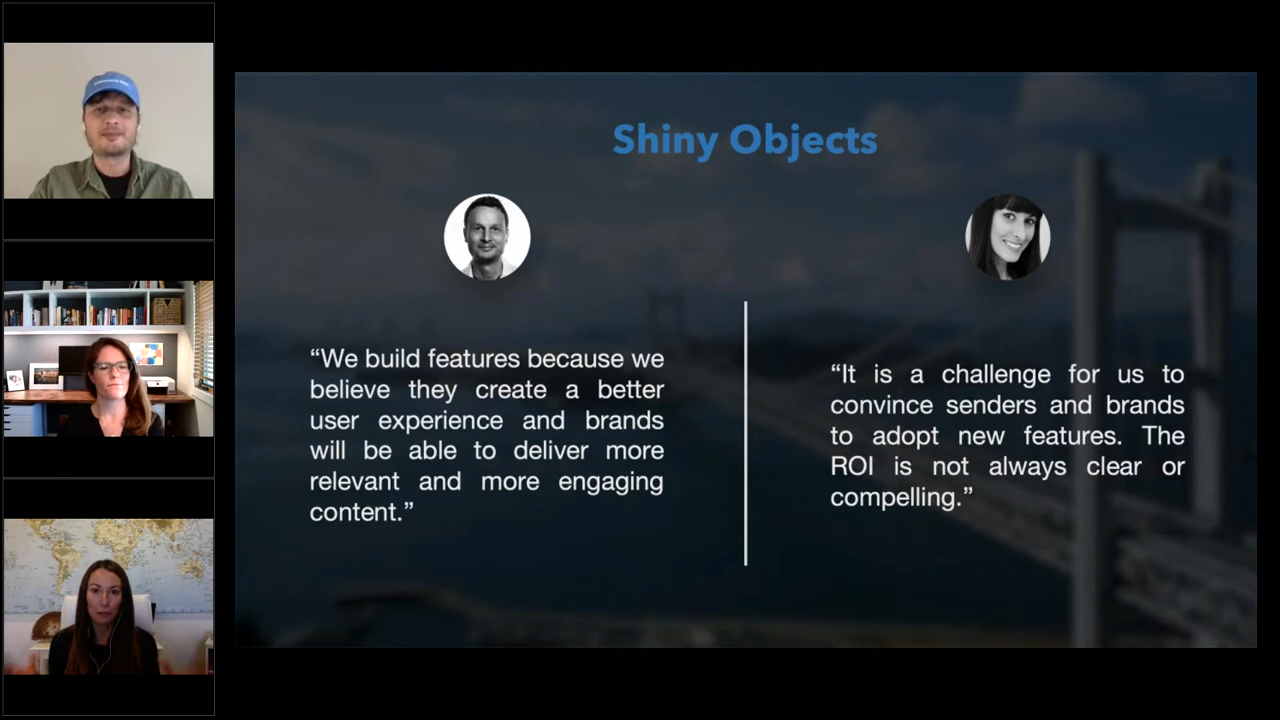 Shiny Objects
“We build features because we
believe they create a better
user experience and brands
will be able to deliver more
relevant and more engaging
content.”
“It is a challenge for us to
convince senders and brands
to adopt new features. The
ROI is not always clear or
compelling.”